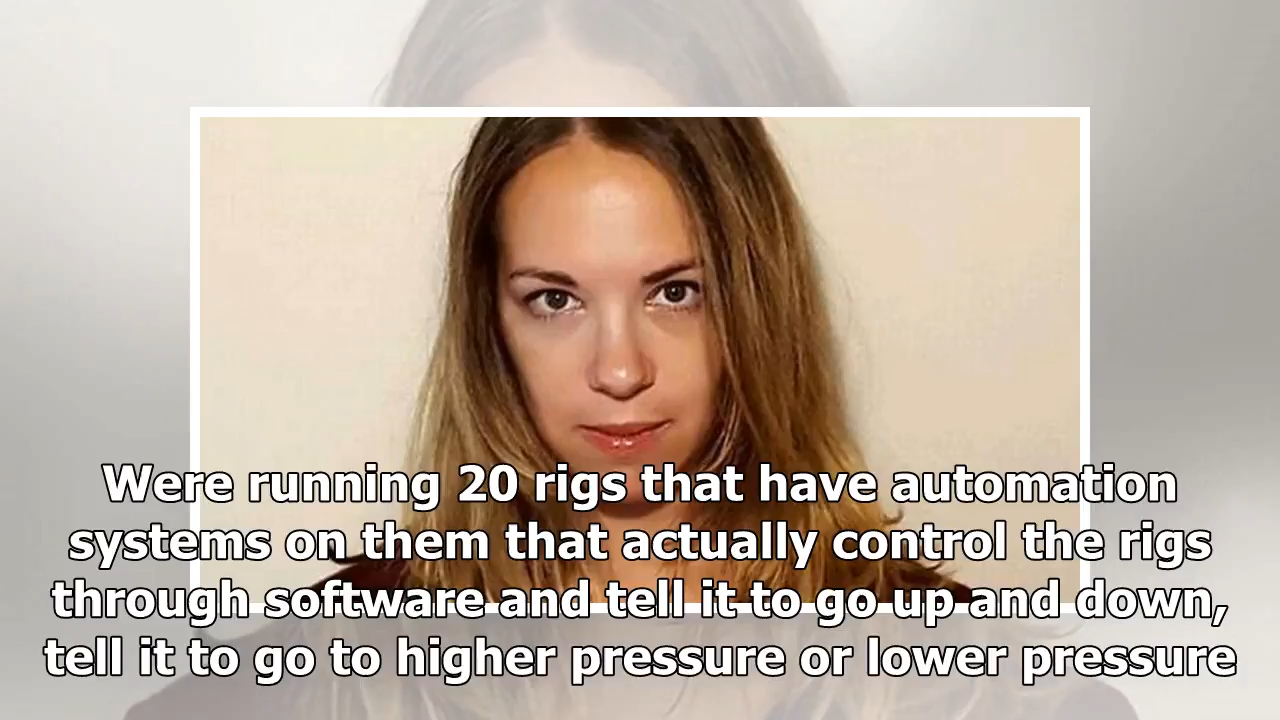 Were running 20 rigs that have automation
systems on them that actually control the rigs
through software and tell it to go up and down,
tell it to go to higher pressure or lower pressure